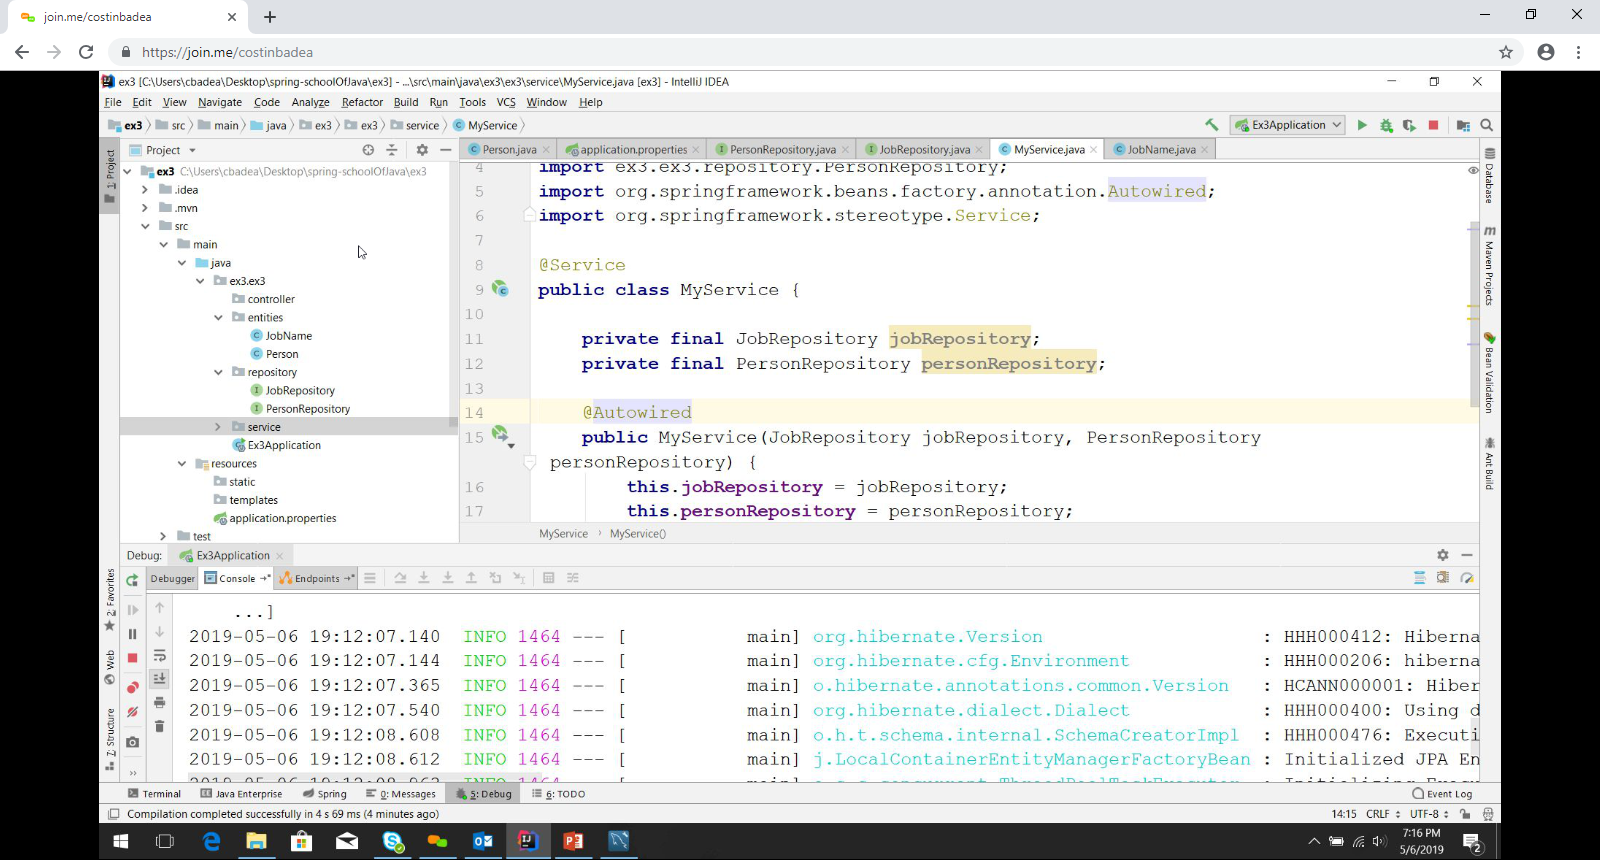 join.me/costinbadea
https://join.me/costinbadea
ex3 [C:\Users\cbadea\Desktop\spring-schoolOfJava\ex3] - ...\src\main\java\ex3\ex3\service\MyService.java [ex3] - IntelliJ IDEA
File Edit View Navigate Code Analyze Refactor Build Run Tools VCS Window Help
ex3 src main java ex3 ex3 service MyService Ex3Application
1: Project
Project
Person.java application.properties PersonRepository.java JobRepository.java MyService.java JobName.java
ex3 C:\Users\cbadea\Desktop\spring-schoolOfJava\ex3
.idea
.mvn
src
main
java
ex3.ex3
controller
entities
JobName
Person
repository
JobRepository
PersonRepository
service
Ex3Application
resources
static
templates
application.properties
test
4 import ex3.ex3.repository.PersonRepository;
5 import org.springframework.beans.factory.annotation.Autowired;
6 import org.springframework.stereotype.Service;
7
8 @Service
9 public class MyService {
10
11 private final JobRepository jobRepository;
12 private final PersonRepository personRepository;
13
14 @Autowired
15 public MyService(JobRepository jobRepository, PersonRepository
personRepository) {
16 this.jobRepository = jobRepository;
17 this.personRepository = personRepository;
MyService › MyService()
Database
Maven Projects
Bean Validation
Ant Build
Debug: Ex3Application
Debugger Console Endpoints
2: Favorites
Web
7: Structure
...]
2019-05-06 19:12:07.140 INFO 1464 --- [ main] org.hibernate.Version : HHH000412: Hiberna
2019-05-06 19:12:07.144 INFO 1464 --- [ main] org.hibernate.cfg.Environment : HHH000206: hiberna
2019-05-06 19:12:07.365 INFO 1464 --- [ main] o.hibernate.annotations.common.Version : HCANN000001: Hiber
2019-05-06 19:12:07.540 INFO 1464 --- [ main] org.hibernate.dialect.Dialect : HHH000400: Using d
2019-05-06 19:12:08.608 INFO 1464 --- [ main] o.h.t.schema.internal.SchemaCreatorImpl : HHH000476: Executi
2019-05-06 19:12:08.612 INFO 1464 --- [ main] j.LocalContainerEntityManagerFactoryBean : Initialized JPA En
Terminal Java Enterprise Spring 0: Messages 5: Debug 6: TODO Event Log
Compilation completed successfully in 4 s 69 ms (4 minutes ago) 14:15 CRLF UTF-8
7:16 PM
5/6/2019
2